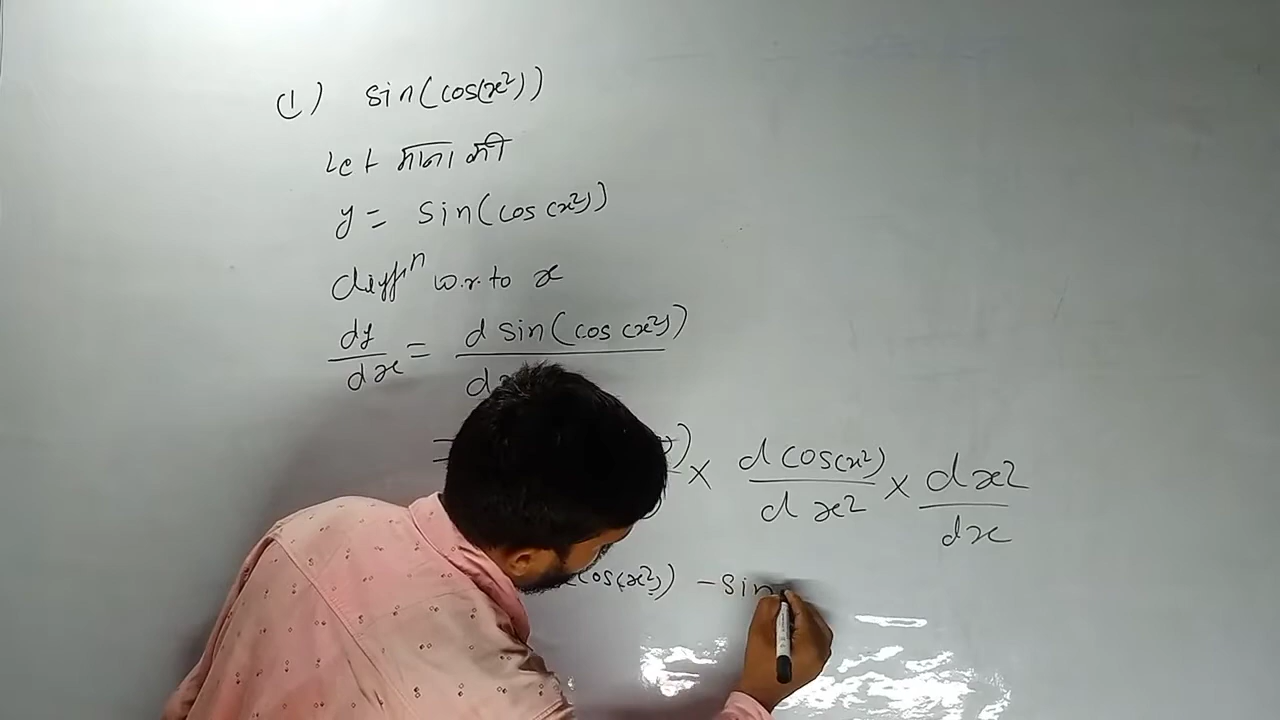 (1) sin(cos(x²))
Let माना की
y = sin(cos(x²))
diffⁿ w.r.to x
dy/dx = d sin(cos(x²))/d
= × d cos(x²)/d x² × d x²/dx
cos(x²)) - sin